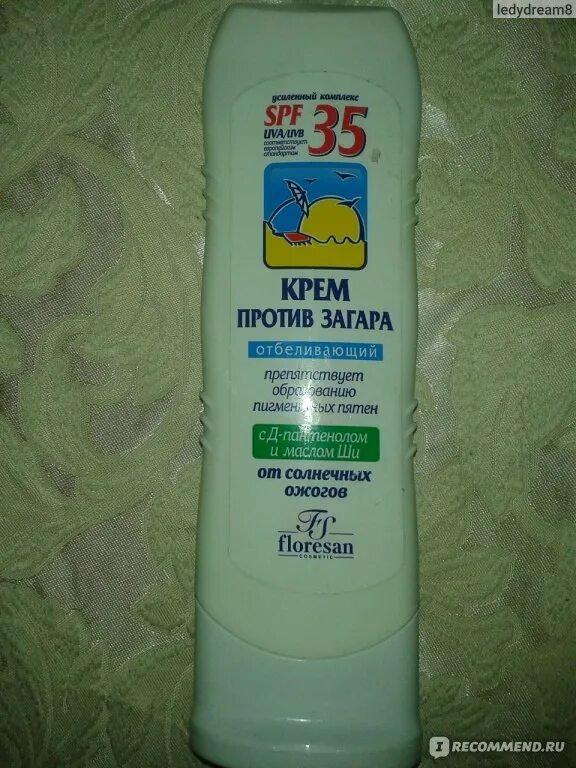 ledydream8
усиленный комплекс
SPF 35
UVA/UVB
соответствует
европейским
стандартам
КРЕМ
ПРОТИВ ЗАГАРА
отбеливающий
препятствует
образованию
пигментных пятен
с Д-пантенолом
и маслом Ши
от солнечных
ожогов
FS
floresan
COSMETIC
IRECOMMEND.RU